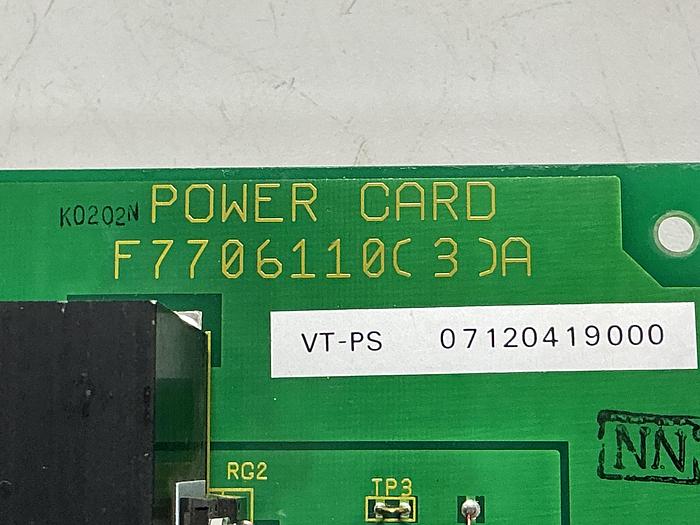 K0202N POWER CARD
F7706110(3)A
VT-PS 07120419000
NN
RG2
TP3